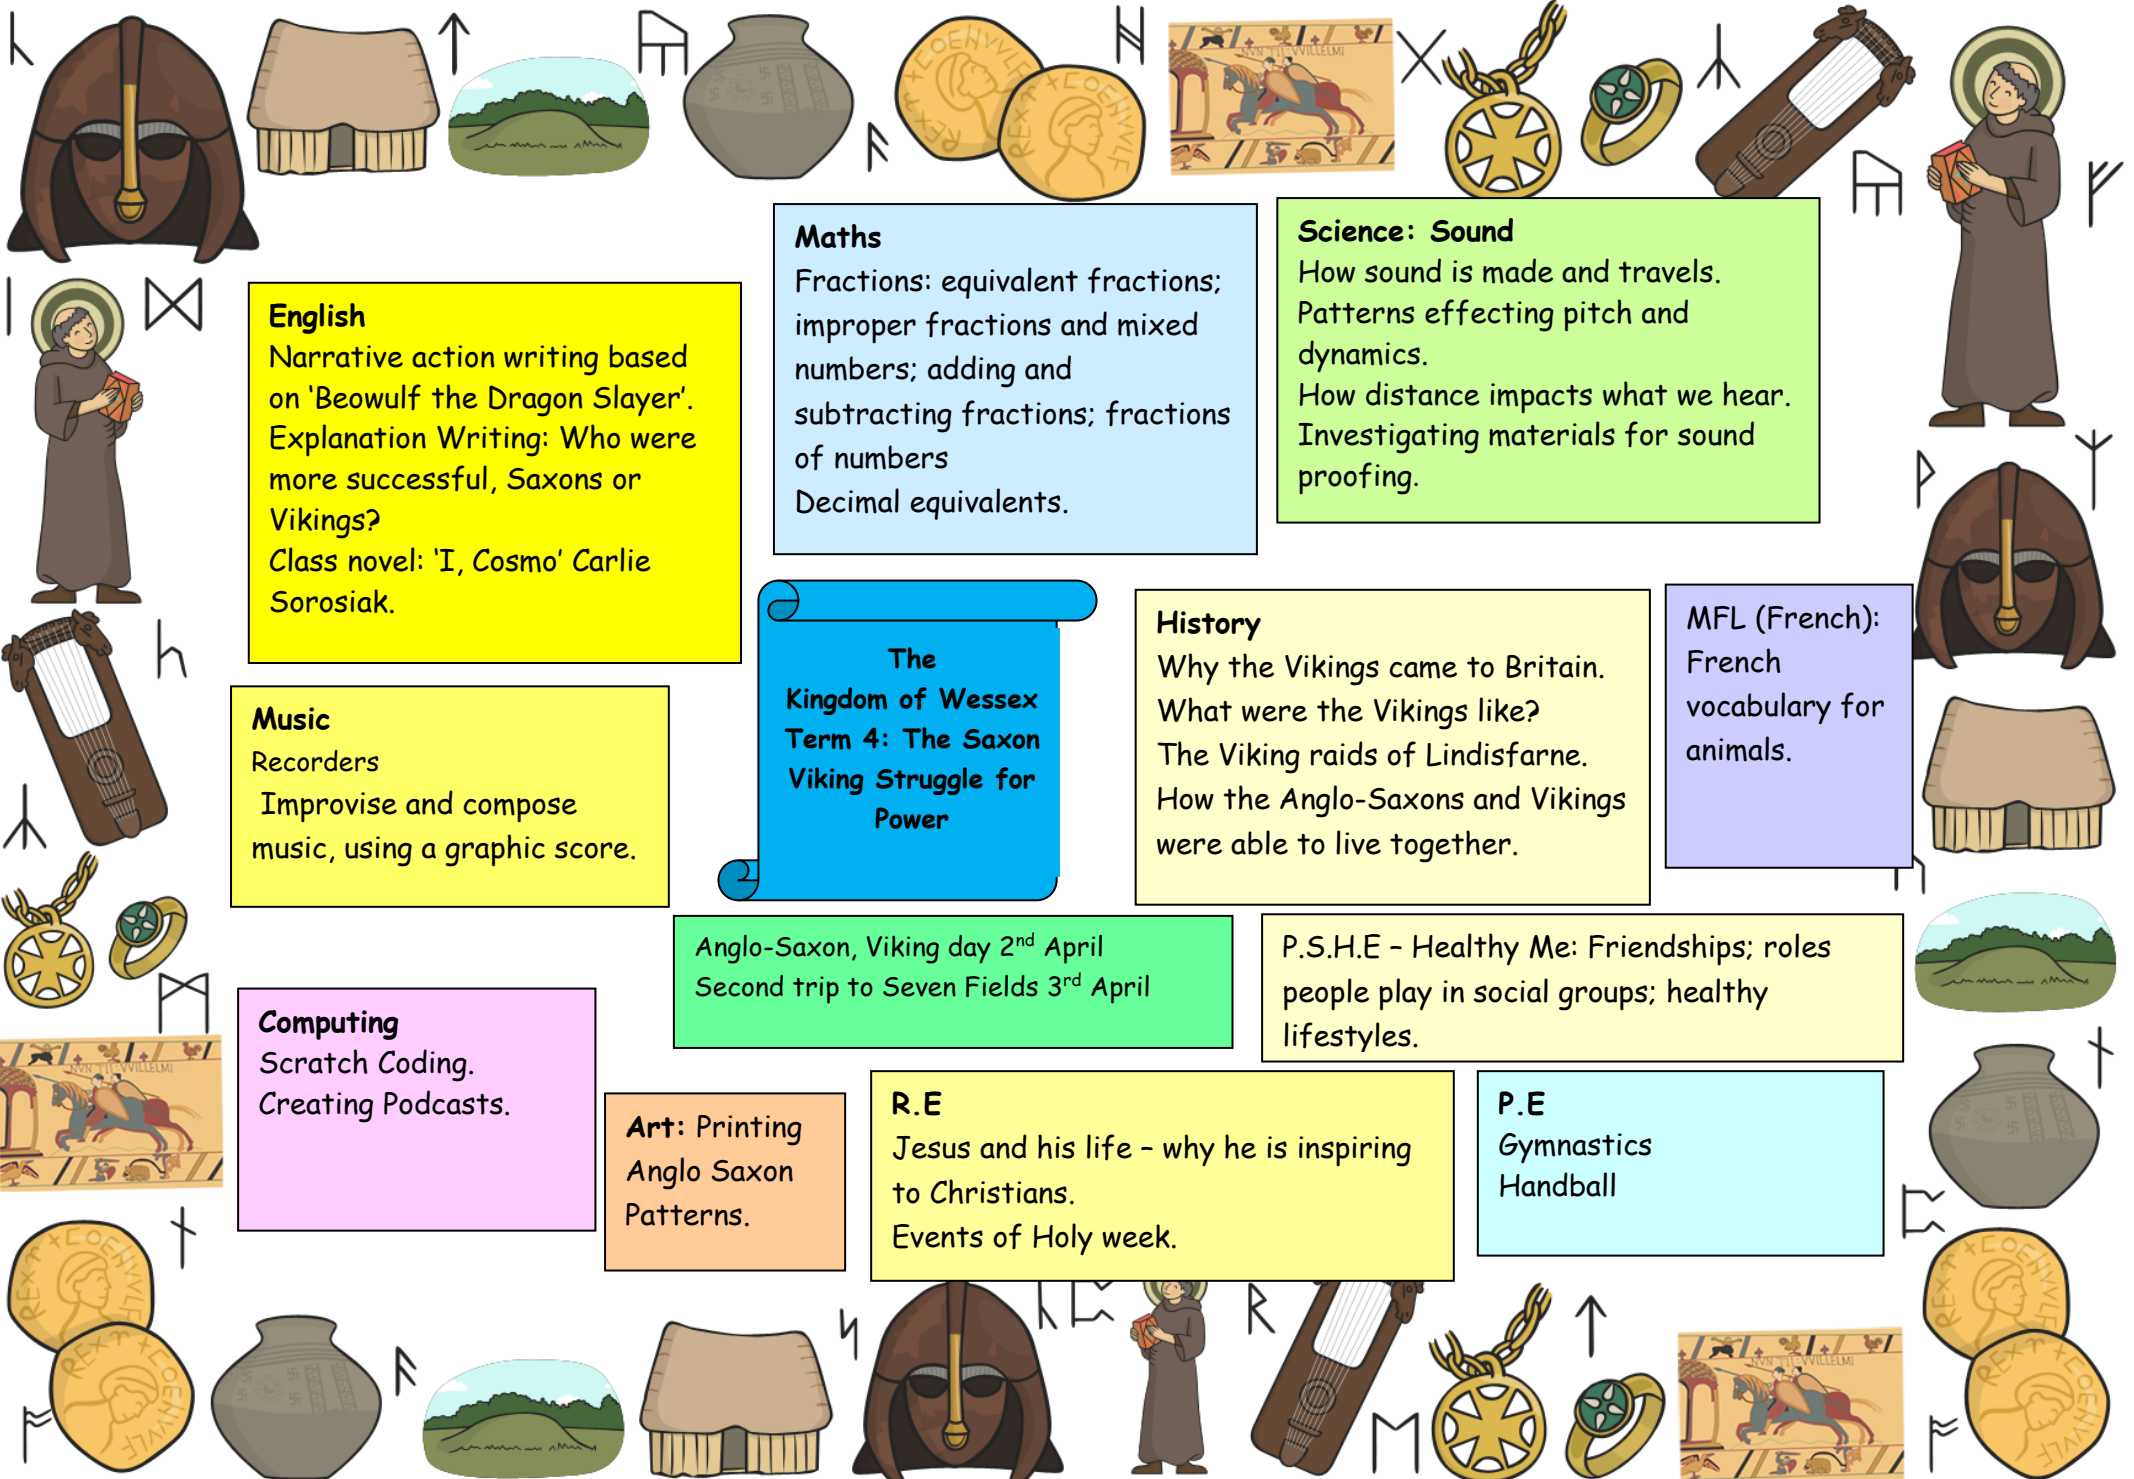 English
Narrative action writing based
on ‘Beowulf the Dragon Slayer’.
Explanation Writing: Who were
more successful, Saxons or
Vikings?
Class novel: ‘I, Cosmo’ Carlie
Sorosiak.
Maths
Fractions: equivalent fractions;
improper fractions and mixed
numbers; adding and
subtracting fractions; fractions
of numbers
Decimal equivalents.
Science: Sound
How sound is made and travels.
Patterns effecting pitch and
dynamics.
How distance impacts what we hear.
Investigating materials for sound
proofing.
Music
Recorders
Improvise and compose
music, using a graphic score.
The
Kingdom of Wessex
Term 4: The Saxon
Viking Struggle for
Power
History
Why the Vikings came to Britain.
What were the Vikings like?
The Viking raids of Lindisfarne.
How the Anglo-Saxons and Vikings
were able to live together.
MFL (French):
French
vocabulary for
animals.
Anglo-Saxon, Viking day 2nd April
Second trip to Seven Fields 3rd April
P.S.H.E – Healthy Me: Friendships; roles
people play in social groups; healthy
lifestyles.
Computing
Scratch Coding.
Creating Podcasts.
Art: Printing
Anglo Saxon
Patterns.
R.E
Jesus and his life – why he is inspiring
to Christians.
Events of Holy week.
P.E
Gymnastics
Handball